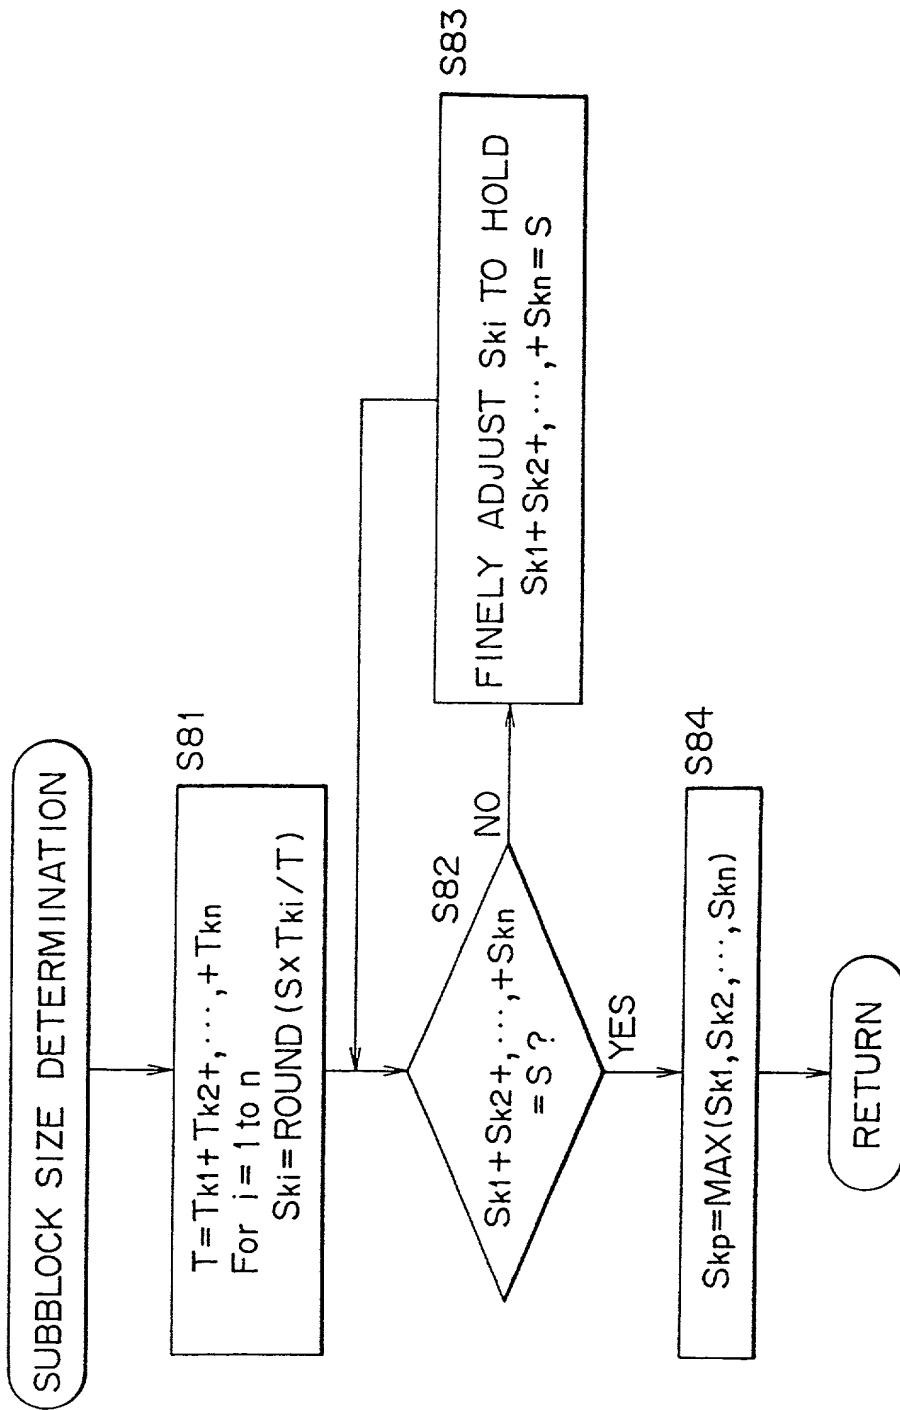 SUBBLOCK SIZE DETERMINATION
S81
T=Tk1+Tk2+,···,+Tkn
For i=1 to n
Ski=ROUND(S×Tki/T)
S82
Sk1+Sk2+,···,+Skn
=S?
NO
YES
S83
FINELY ADJUST Ski TO HOLD
Sk1+Sk2+,···,+Skn=S
S84
Skp=MAX(Sk1,Sk2,···,Skn)
RETURN